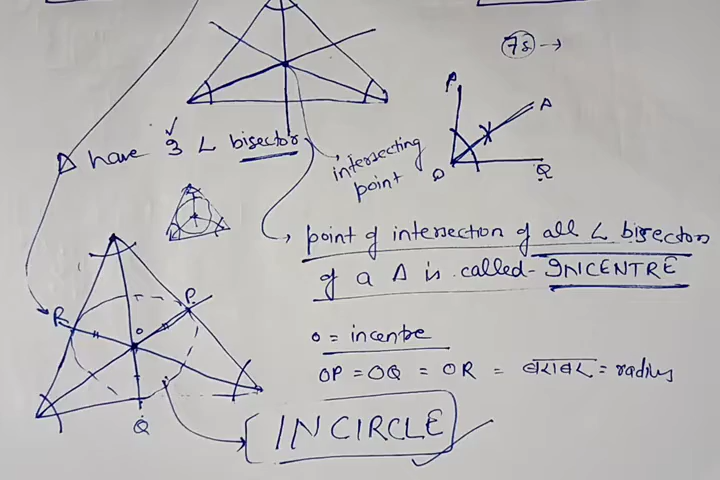 78 →
P
A
O
Q
Δ have 3 ∠ bisector
intersecting
point
point of intersection of all ∠ bisector
of a Δ is called - INCENTRE
R
P
O
Q
o = incentre
OP = OQ = OR = बराबर = radius
INCIRCLE